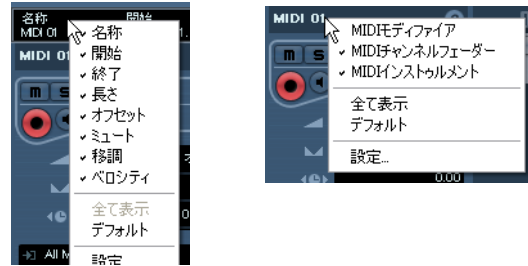 名称
開始
MIDI 01
1.
MIDI 01
m
S
✓ 名称
✓ 開始
✓ 終了
✓ 長さ
✓ オフセット
✓ ミュート
✓ 移調
✓ ベロシティ
全て表示
デフォルト
設定
0
All M
MIDI 01
m
S
MIDIモディファイア
✓ MIDIチャンネルフェーダー
✓ MIDIインストゥルメント
全て表示
デフォルト
設定...
0.00